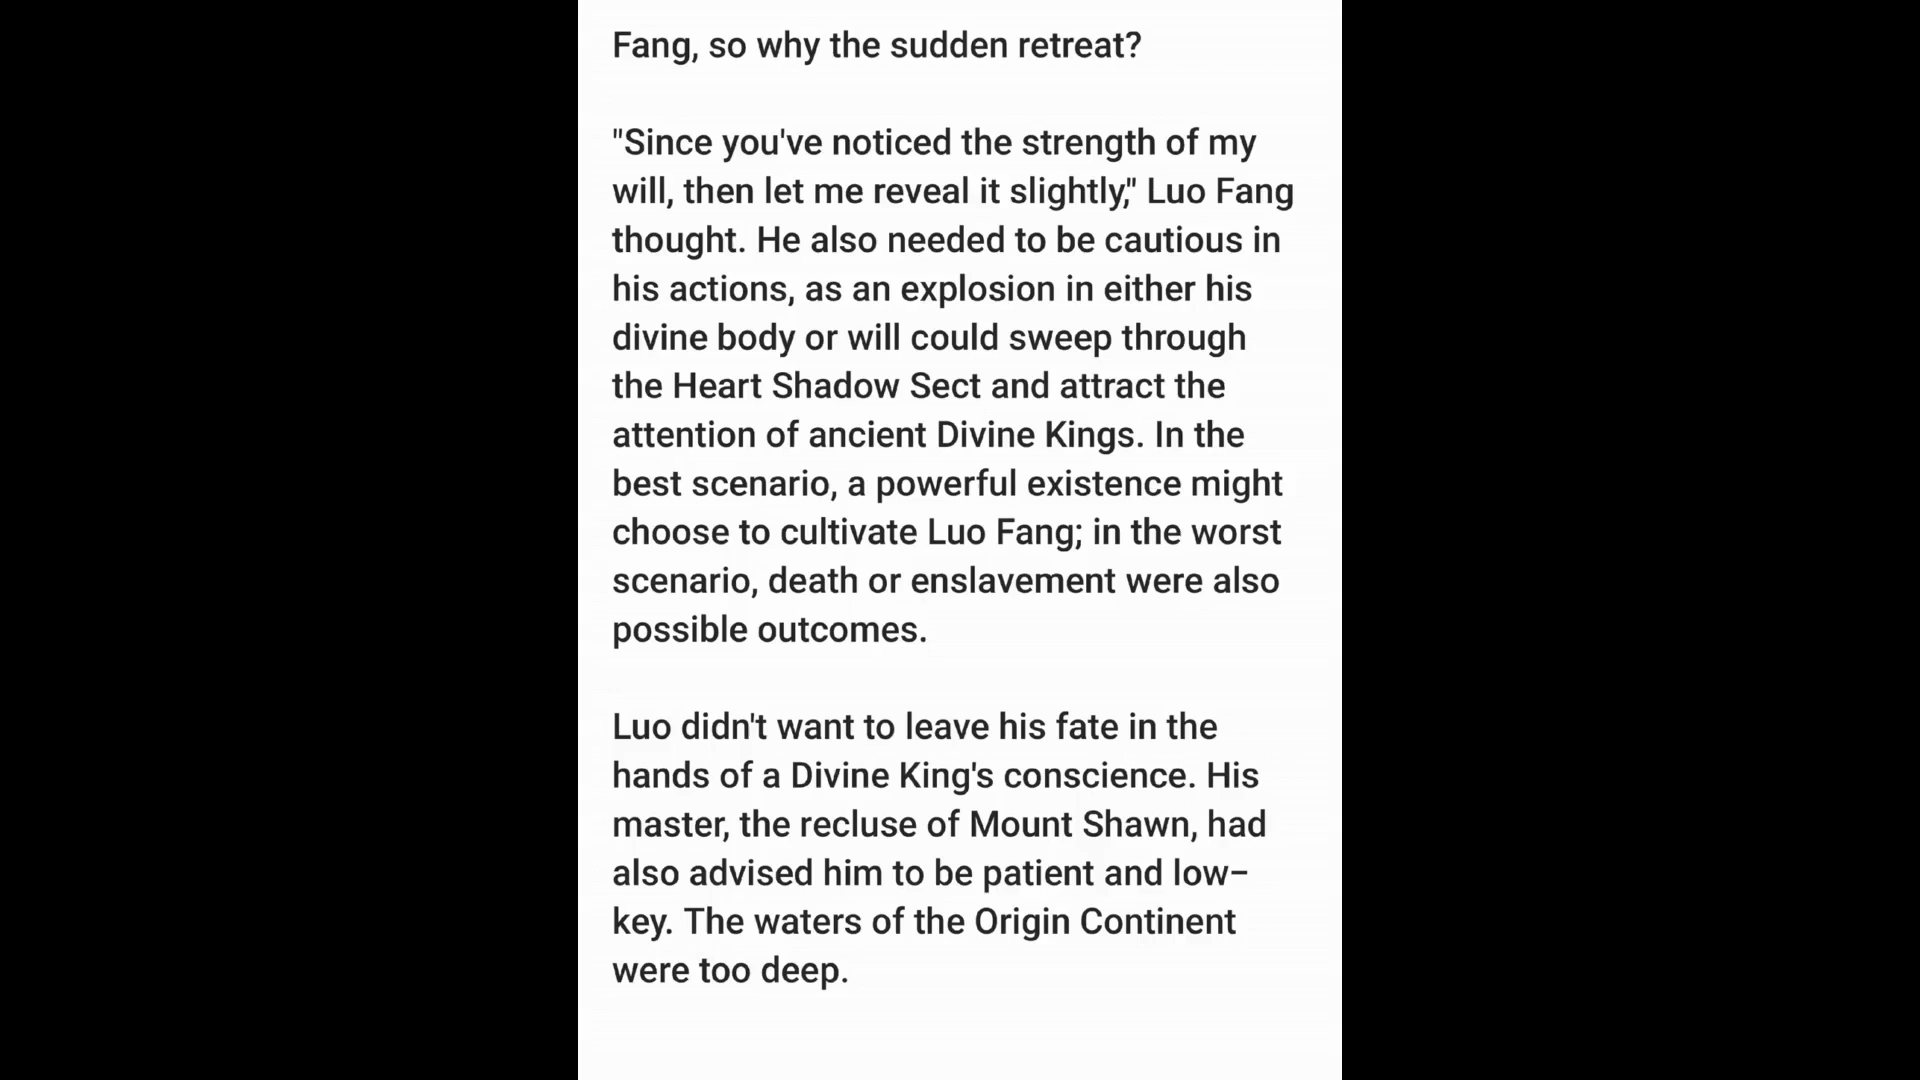 Fang, so why the sudden retreat?
"Since you've noticed the strength of my
will, then let me reveal it slightly," Luo Fang
thought. He also needed to be cautious in
his actions, as an explosion in either his
divine body or will could sweep through
the Heart Shadow Sect and attract the
attention of ancient Divine Kings. In the
best scenario, a powerful existence might
choose to cultivate Luo Fang; in the worst
scenario, death or enslavement were also
possible outcomes.
Luo didn't want to leave his fate in the
hands of a Divine King's conscience. His
master, the recluse of Mount Shawn, had
also advised him to be patient and low-
key. The waters of the Origin Continent
were too deep.